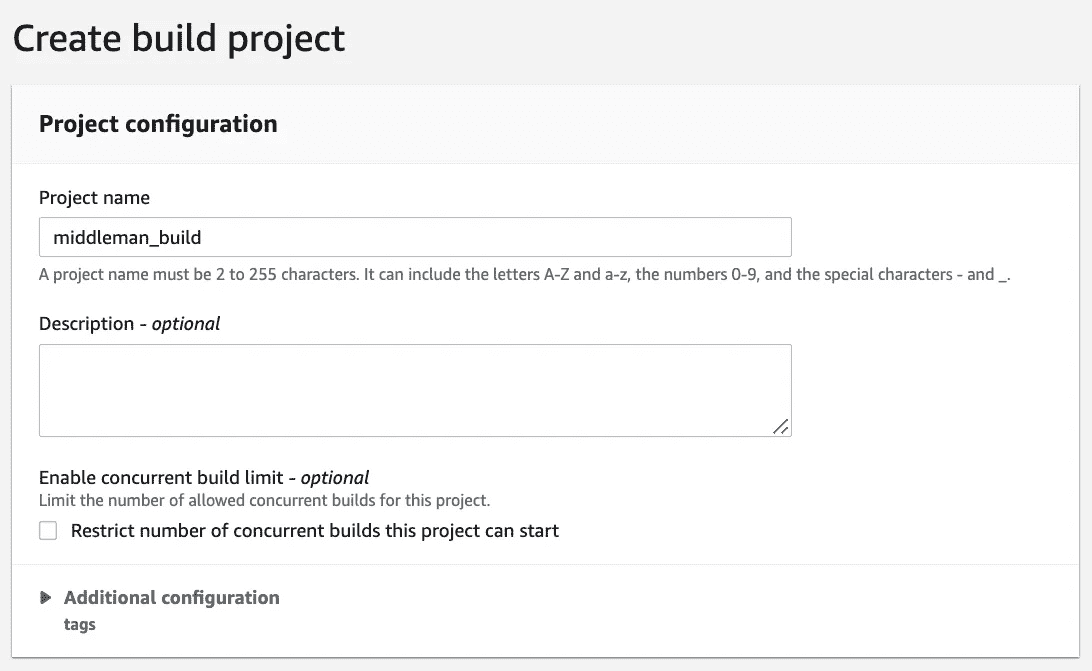 Create build project
Project configuration
Project name
middleman_build
A project name must be 2 to 255 characters. It can include the letters A-Z and a-z, the numbers 0-9, and the special characters - and _.
Description - optional
Enable concurrent build limit - optional
Limit the number of allowed concurrent builds for this project.
Restrict number of concurrent builds this project can start
Additional configuration
tags